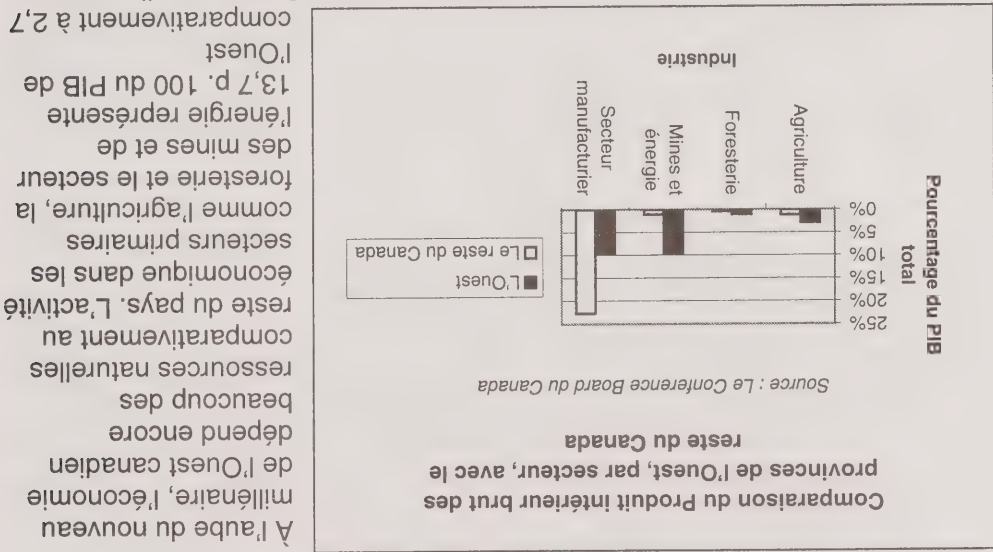 À l'aube du nouveau
millénaire, l'économie
de l'Ouest canadien
dépend encore
beaucoup des
ressources naturelles
comparativement au
reste du pays. L'activité
économique dans les
secteurs primaires
comme l'agriculture, la
foresterie et le secteur
des mines et de
l'énergie représente
13,7 p. 100 du PIB de
l'Ouest
comparativement à 2,7
Comparaison du Produit intérieur brut des
provinces de l'Ouest, par secteur, avec le
reste du Canada
Source : Le Conference Board du Canada
Pourcentage du PIB
total
25%
20%
15%
10%
5%
0%
Agriculture
Foresterie
Mines et
énergie
Secteur
manufacturier
Industrie
L'Ouest
Le reste du Canada